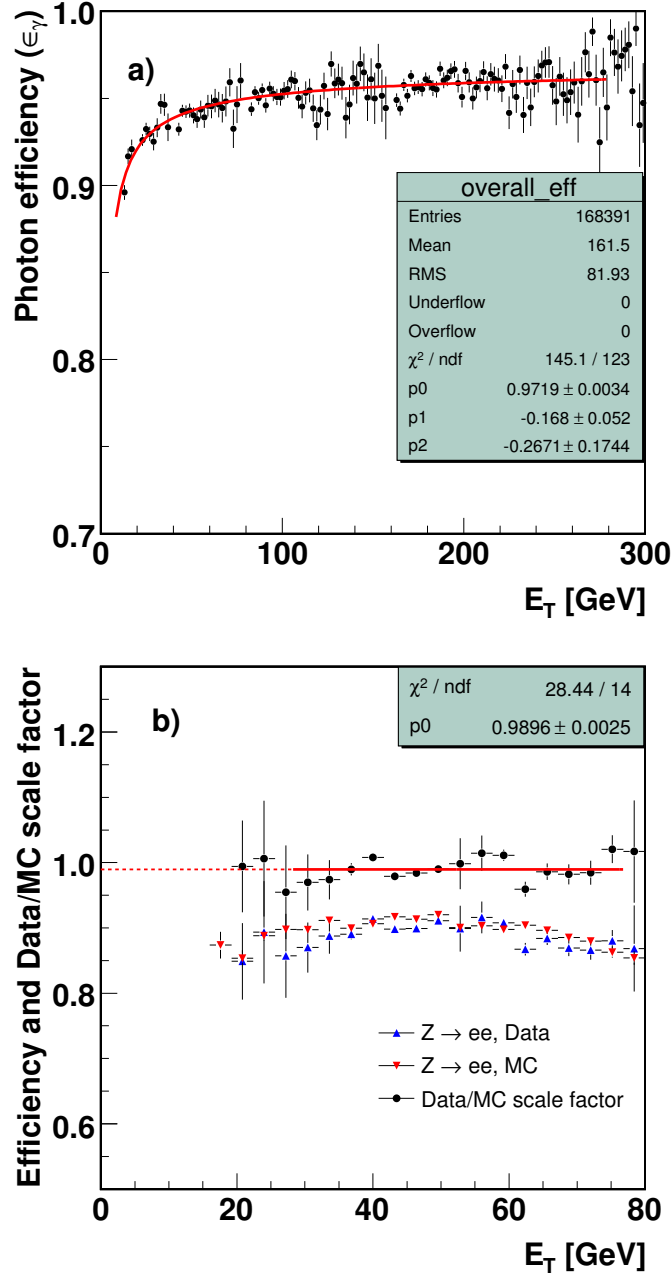 Photon efficiency (ϵγ)
1.0
0.9
0.8
0.7
a)
overall_eff
Entries 168391
Mean 161.5
RMS 81.93
Underflow 0
Overflow 0
χ² / ndf 145.1 / 123
p0 0.9719 ± 0.0034
p1 -0.168 ± 0.052
p2 -0.2671 ± 0.1744
0 100 200 300
E_T [GeV]
Efficiency and Data/MC scale factor
1.2
1.0
0.8
0.6
b)
χ² / ndf 28.44 / 14
p0 0.9896 ± 0.0025
Z → ee, Data
Z → ee, MC
Data/MC scale factor
0 20 40 60 80
E_T [GeV]